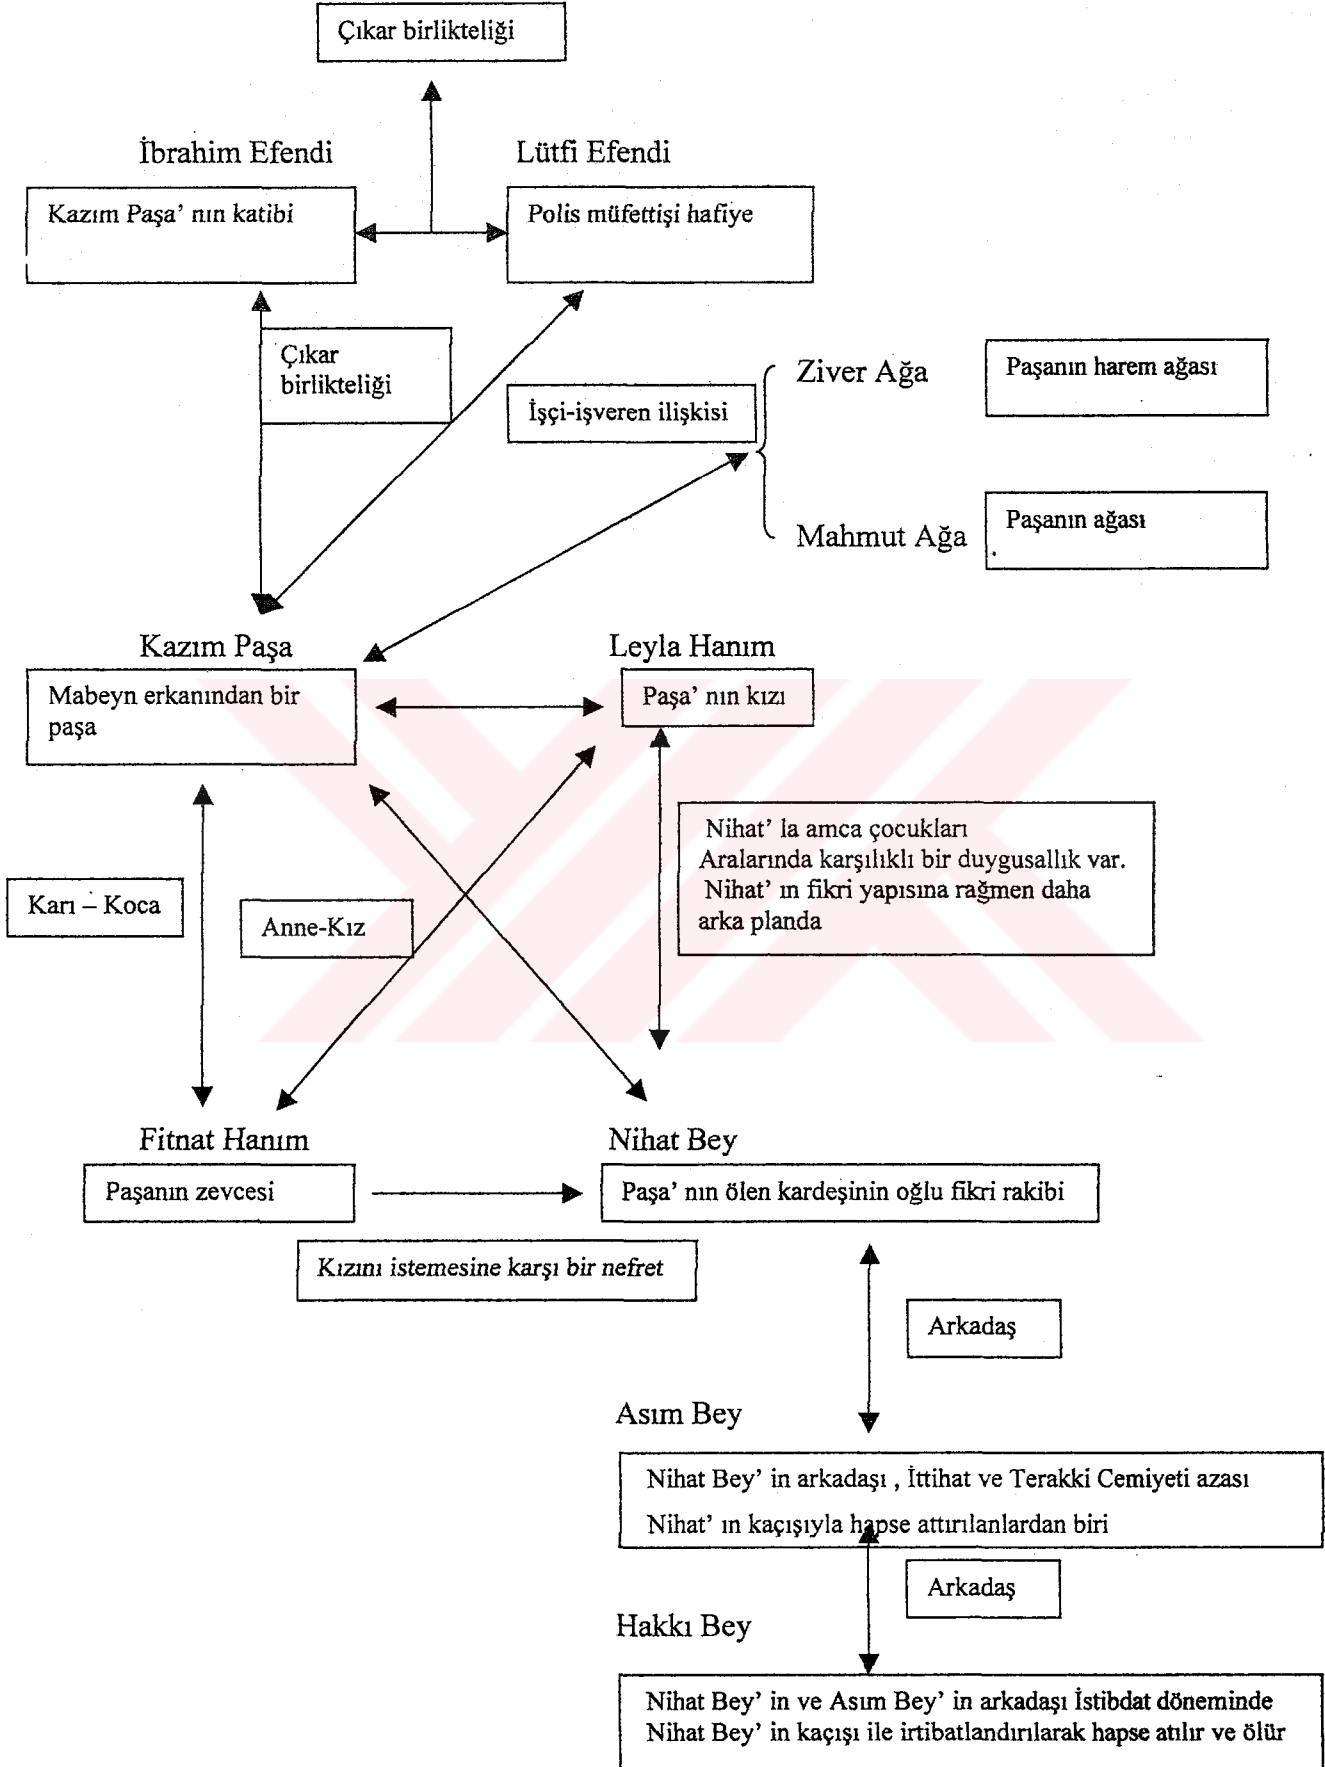 Çıkar birlikteliği
İbrahim Efendi
Lütfi Efendi
Kazım Paşa' nın katibi
Polis müfettişi hafiye
Çıkar
birlikteliği
İşçi-işveren ilişkisi
Ziver Ağa
Paşanın harem ağası
Mahmut Ağa
Paşanın ağası
Kazım Paşa
Leyla Hanım
Mabeyn erkanından bir
paşa
Paşa' nın kızı
Nihat' la amca çocukları
Aralarında karşılıklı bir duygusallık var.
Nihat' ın fikri yapısına rağmen daha
arka planda
Karı – Koca
Anne-Kız
Fitnat Hanım
Nihat Bey
Paşanın zevcesi
Paşa' nın ölen kardeşinin oğlu fikri rakibi
Kızını istemesine karşı bir nefret
Arkadaş
Asım Bey
Nihat Bey' in arkadaşı , İttihat ve Terakki Cemiyeti azası
Nihat' ın kaçışıyla hapse attırılanlardan biri
Arkadaş
Hakkı Bey
Nihat Bey' in ve Asım Bey' in arkadaşı İstibdat döneminde
Nihat Bey' in kaçışı ile irtibatlandırılarak hapse atılır ve ölür